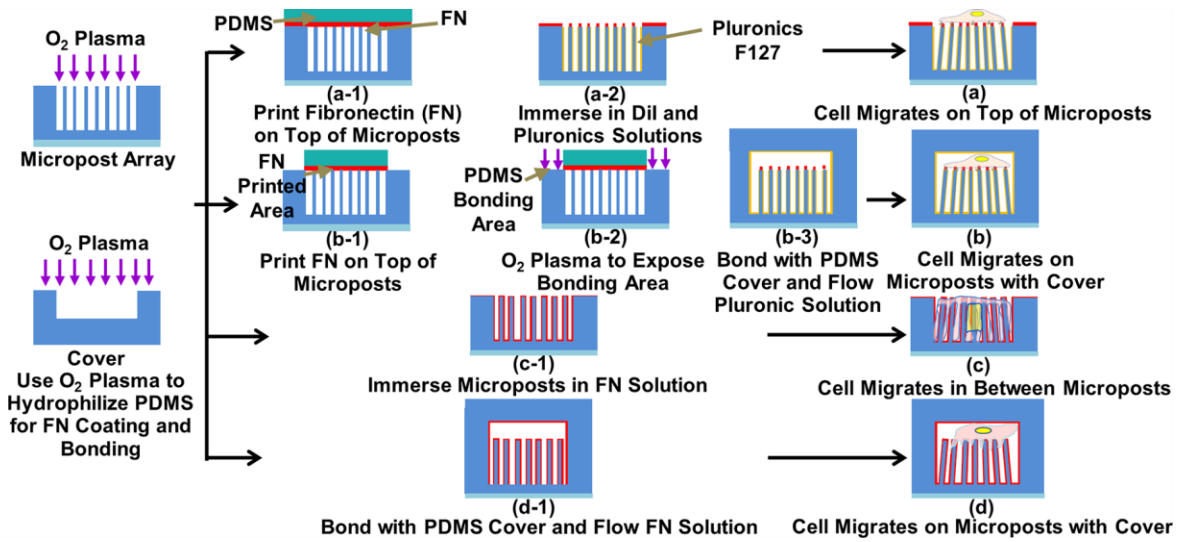 O2 Plasma
Micropost Array
O2 Plasma
Cover
Use O2 Plasma to
Hydrophilize PDMS
for FN Coating and
Bonding
PDMS
FN
(a-1)
Print Fibronectin (FN)
on Top of Microposts
Pluronics
F127
(a-2)
Immerse in DiI and
Pluronics Solutions
(a)
Cell Migrates on Top of Microposts
FN
Printed
Area
(b-1)
Print FN on Top of
Microposts
PDMS
Bonding
Area
(b-2)
O2 Plasma to Expose
Bonding Area
(b-3)
Bond with PDMS
Cover and Flow
Pluronic Solution
(b)
Cell Migrates on
Microposts with Cover
(c-1)
Immerse Microposts in FN Solution
(c)
Cell Migrates in Between Microposts
(d-1)
Bond with PDMS Cover and Flow FN Solution
(d)
Cell Migrates on Microposts with Cover